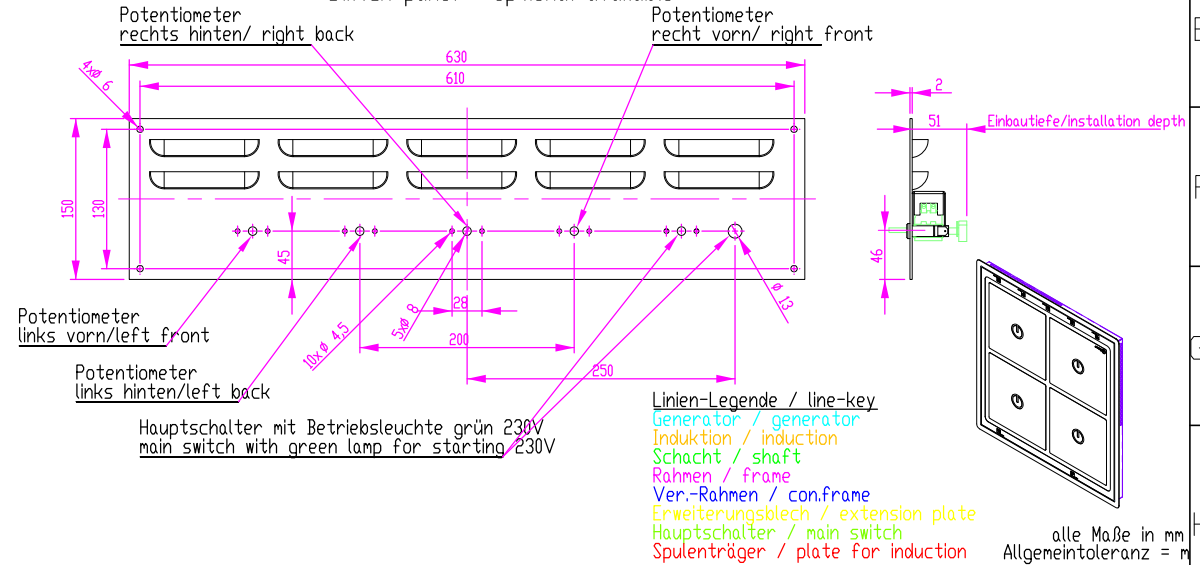 Potentiometer
rechts hinten/ right back
Potentiometer
recht vorn/ right front
630
610
4xø 6
2
51
Einbautiefe/installation depth
150
130
45
46
ø 13
28
5xø 8
10x ø 4,5
200
250
Potentiometer
links vorn/left front
Potentiometer
links hinten/left back
Hauptschalter mit Betriebsleuchte grün 230V
main switch with green lamp for starting 230V
Linien-Legende / line-key
Generator / generator
Induktion / induction
Schacht / shaft
Rahmen / frame
Ver.-Rahmen / con.frame
Erweiterungsblech / extension plate
Hauptschalter / main switch
Spulenträger / plate for induction
alle Maße in mm
Allgemeintoleranz = m